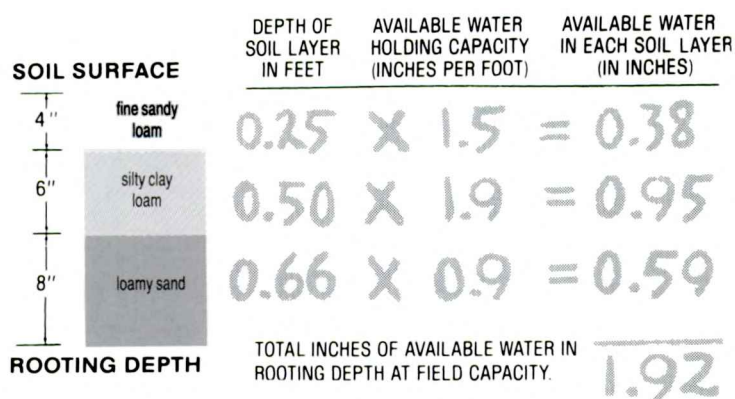 DEPTH OF SOIL LAYER IN FEET
AVAILABLE WATER HOLDING CAPACITY (INCHES PER FOOT)
AVAILABLE WATER IN EACH SOIL LAYER (IN INCHES)
SOIL SURFACE
4" fine sandy loam 0.25 X 1.5 = 0.38
6" silty clay loam 0.50 X 1.9 = 0.95
8" loamy sand 0.66 X 0.9 = 0.59
ROOTING DEPTH
TOTAL INCHES OF AVAILABLE WATER IN
ROOTING DEPTH AT FIELD CAPACITY. 1.92